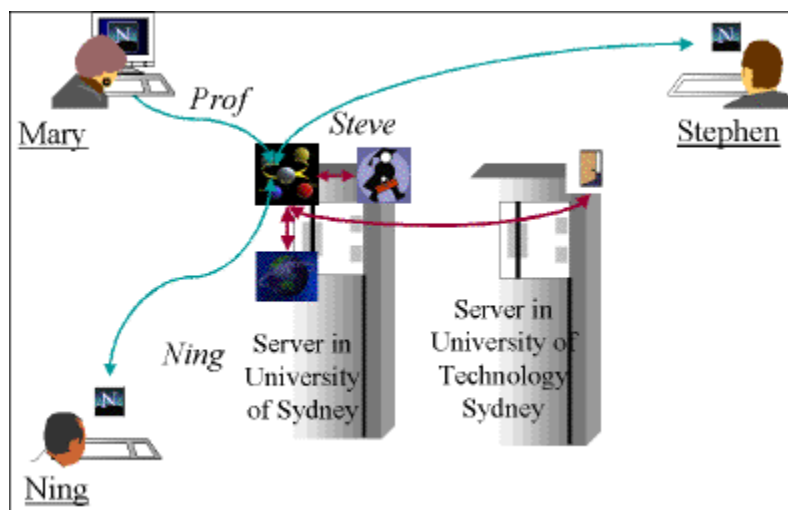 N
N
Prof
Steve
Mary
Stephen
Ning
Server in
University
of Sydney
Server in
University of
Technology
Sydney
N
Ning